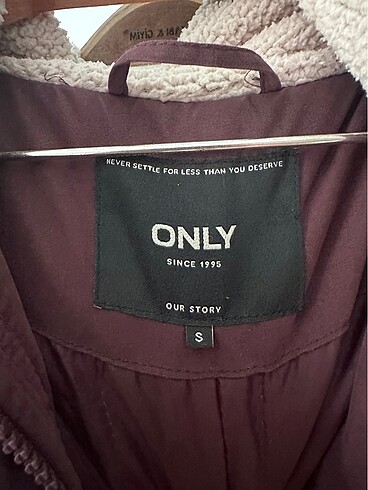 NEVER SETTLE FOR LESS THAN YOU DESERVE
ONLY
SINCE 1995
OUR STORY
S